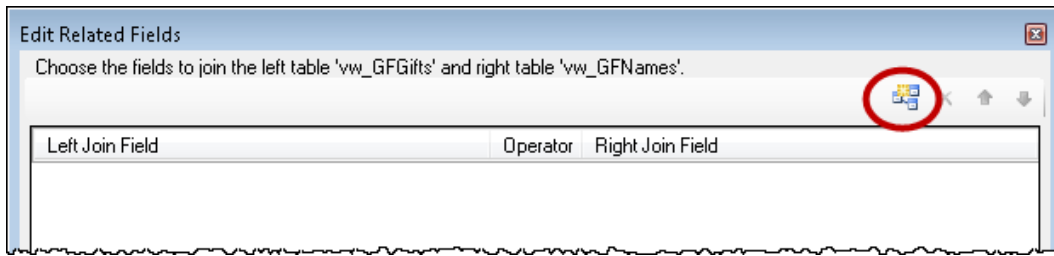 Edit Related Fields
Choose the fields to join the left table 'vw_GFGifts' and right table 'vw_GFNames'.
Left Join Field Operator Right Join Field